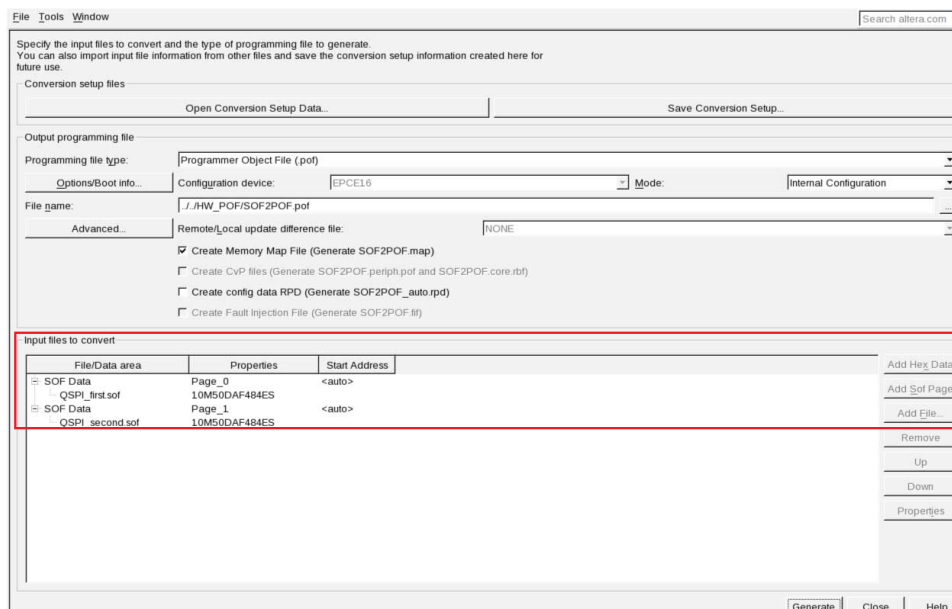 File Tools Window
Search altera.com
Specify the input files to convert and the type of programming file to generate.
You can also import input file information from other files and save the conversion setup information created here for
future use.
Conversion setup files
Open Conversion Setup Data... Save Conversion Setup...
Output programming file
Programming file type: Programmer Object File (.pof)
Options/Boot info... Configuration device: EPCE16 Mode: Internal Configuration
File name: ../../HW_POF/SOF2POF.pof ...
Advanced... Remote/Local update difference file: NONE
Create Memory Map File (Generate SOF2POF.map)
Create CvP files (Generate SOF2POF.periph.pof and SOF2POF.core.rbf)
Create config data RPD (Generate SOF2POF_auto.rpd)
Create Fault Injection File (Generate SOF2POF.fif)
Input files to convert
File/Data area Properties Start Address
SOF Data Page_0 <auto>
QSPI_first.sof 10M50DAF484ES
SOF Data Page_1 <auto>
QSPI_second.sof 10M50DAF484ES
Add Hex Data
Add Sof Page
Add File...
Remove
Up
Down
Properties
Generate Close Help